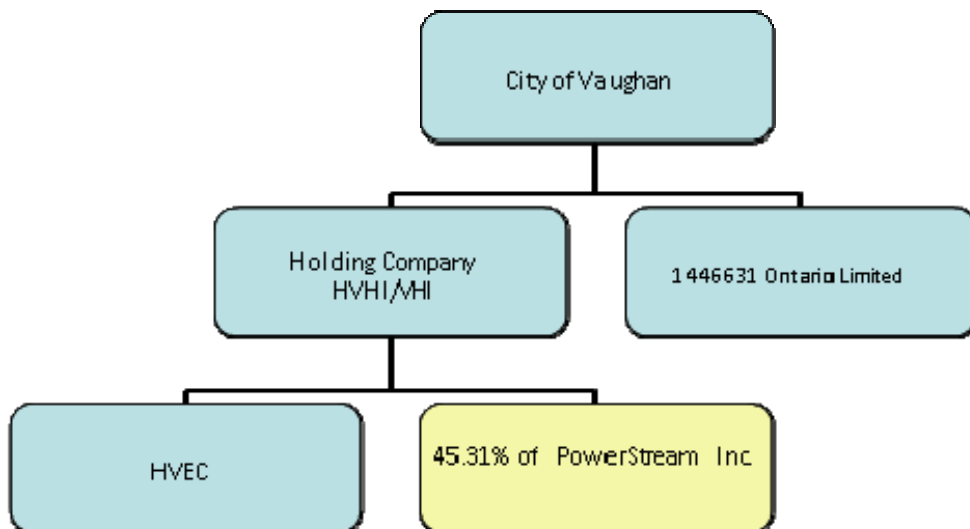 City of Vaughan
Holding Company
HVHI/VHI
1446631 Ontario Limited
HVEC
45.31% of PowerStream Inc